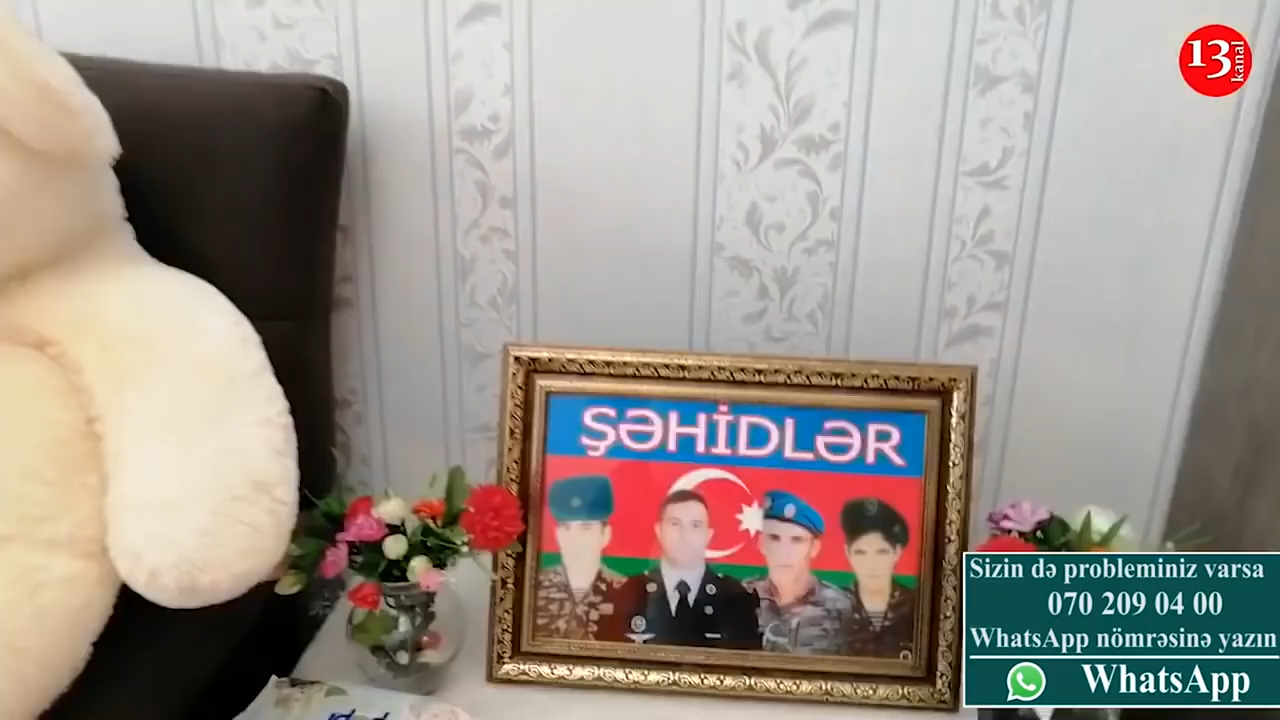 13
kanal
ŞƏHİDLƏR
Sizin də probleminiz varsa
070 209 04 00
WhatsApp nömrəsinə yazın
WhatsApp